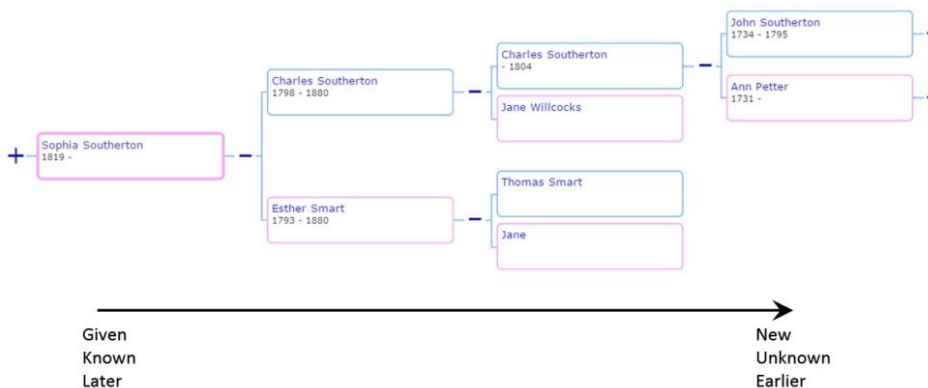 John Southerton
1734 - 1795
Charles Southerton
- 1804
Charles Southerton
1798 - 1880
Ann Petter
1731 -
Jane Willcocks
Sophia Southerton
1819 -
Thomas Smart
Esther Smart
1793 - 1880
Jane
Given
Known
Later
New
Unknown
Earlier